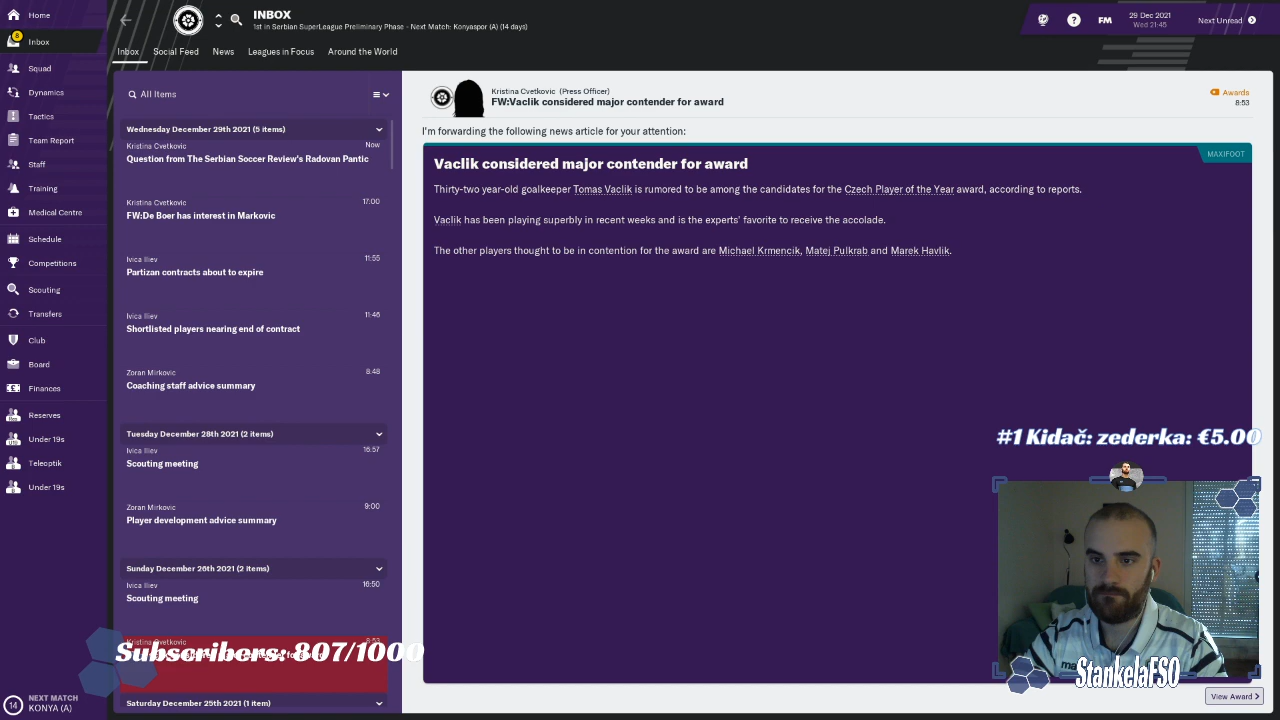 Home
8
Inbox
Squad
Dynamics
Tactics
Team Report
Staff
Training
Medical Centre
Schedule
Competitions
Scouting
Transfers
Club
Board
Finances
Reserves
Under 19s
Teleoptik
Under 19s
14
NEXT MATCH
KONYA (A)
INBOX
1st in Serbian SuperLeague Preliminary Phase - Next Match: Konyaspor (A) (14 days)
FM
29 Dec 2021
Wed 21:45
Next Unread
Inbox
Social Feed
News
Leagues in Focus
Around the World
All Items
Wednesday December 29th 2021 (5 items)
Kristina Cvetkovic
Now
Question from The Serbian Soccer Review's Radovan Pantic
Kristina Cvetkovic
17:00
FW:De Boer has interest in Markovic
Ivica Iliev
11:55
Partizan contracts about to expire
Ivica Iliev
11:46
Shortlisted players nearing end of contract
Zoran Mirkovic
8:48
Coaching staff advice summary
Tuesday December 28th 2021 (2 items)
Ivica Iliev
16:57
Scouting meeting
Zoran Mirkovic
9:00
Player development advice summary
Sunday December 26th 2021 (2 items)
Ivica Iliev
16:50
Scouting meeting
Kristina Cvetkovic
8:53
Subscribers 807/1000
Saturday December 25th 2021 (1 item)
Kristina Cvetkovic (Press Officer)
FW:Vaclik considered major contender for award
Awards
8:53
I'm forwarding the following news article for your attention:
Vaclik considered major contender for award
MAXIFOOT
Thirty-two year-old goalkeeper Tomas Vaclik is rumored to be among the candidates for the Czech Player of the Year award, according to reports.
Vaclik has been playing superbly in recent weeks and is the experts' favorite to receive the accolade.
The other players thought to be in contention for the award are Michael Krmencik, Matej Pulkrab and Marek Havlik.
#1 Kidač: zederka: €5.00
StankelaFSO
View Award